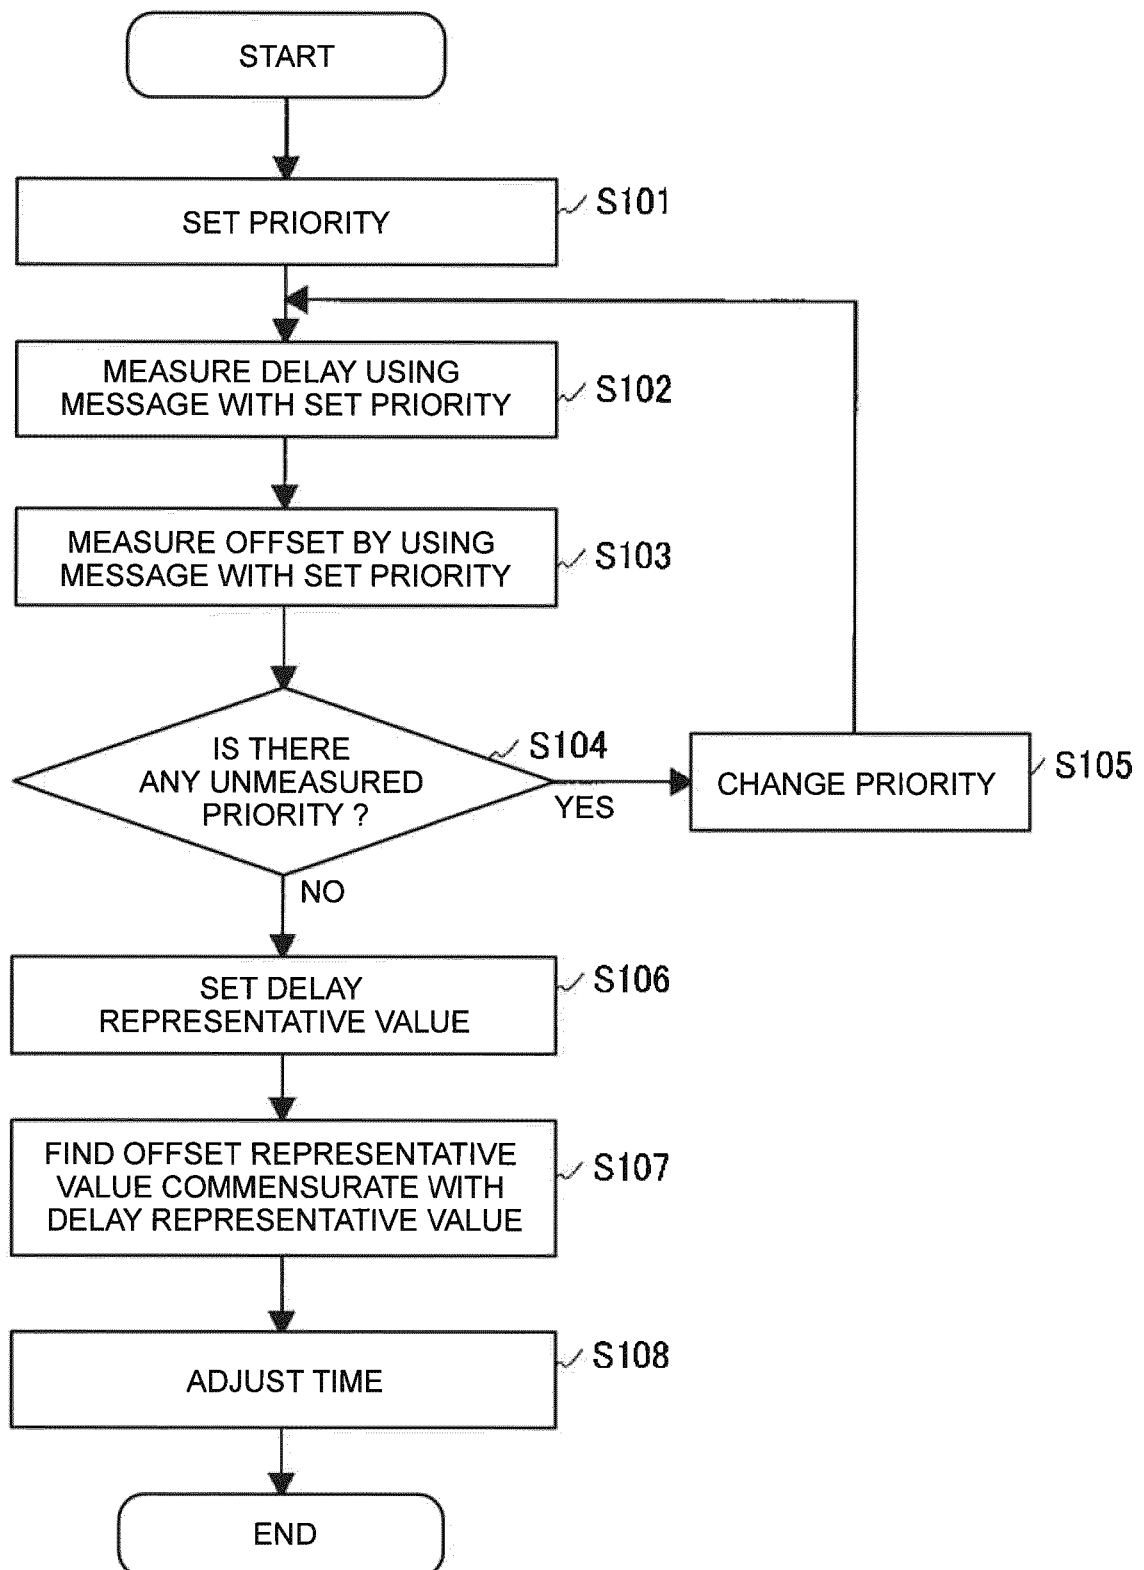 START
SET PRIORITY
S101
MEASURE DELAY USING
MESSAGE WITH SET PRIORITY
S102
MEASURE OFFSET BY USING
MESSAGE WITH SET PRIORITY
S103
IS THERE
ANY UNMEASURED
PRIORITY ?
S104
YES
CHANGE PRIORITY
S105
NO
SET DELAY
REPRESENTATIVE VALUE
S106
FIND OFFSET REPRESENTATIVE
VALUE COMMENSURATE WITH
DELAY REPRESENTATIVE VALUE
S107
ADJUST TIME
S108
END